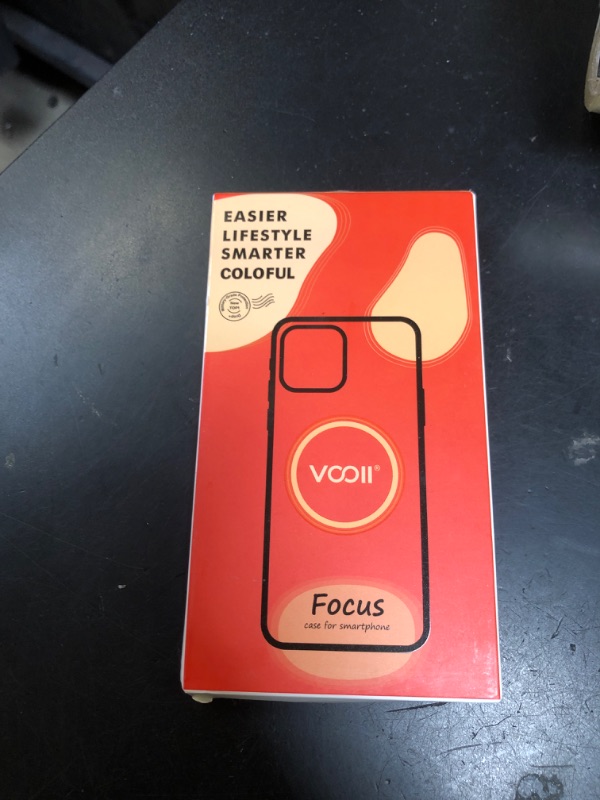 EASIER
LIFESTYLE
SMARTER
COLOFUL
VOOII®
Focus
case for smartphone